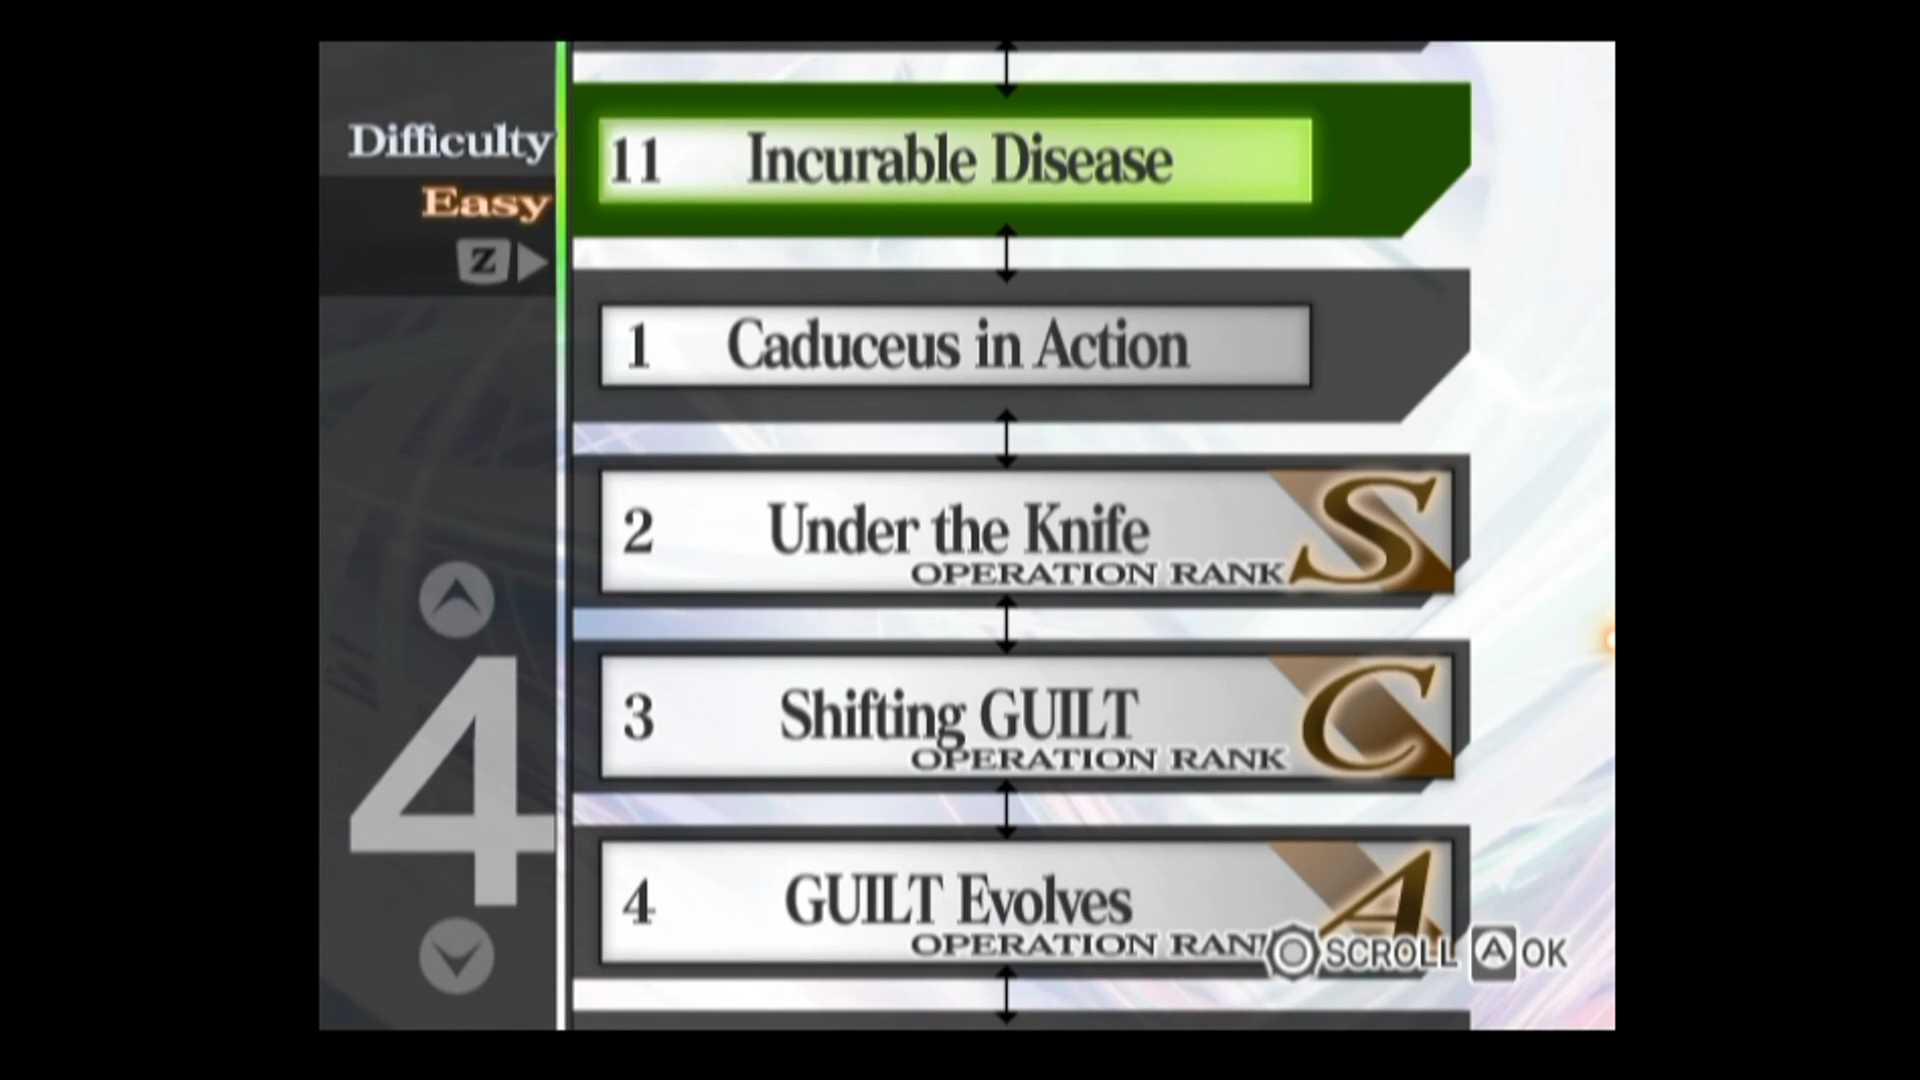 Difficulty
Easy
Z
4
11 Incurable Disease
1 Caduceus in Action
2 Under the Knife
OPERATION RANK S
3 Shifting GUILT
OPERATION RANK C
4 GUILT Evolves
OPERATION RANK A
SCROLL A OK